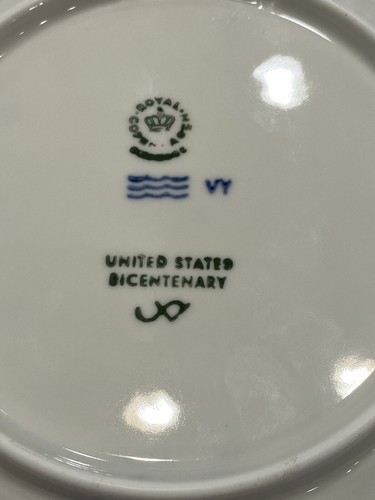 ROYAL
VY
UNITED STATES
BICENTENARY